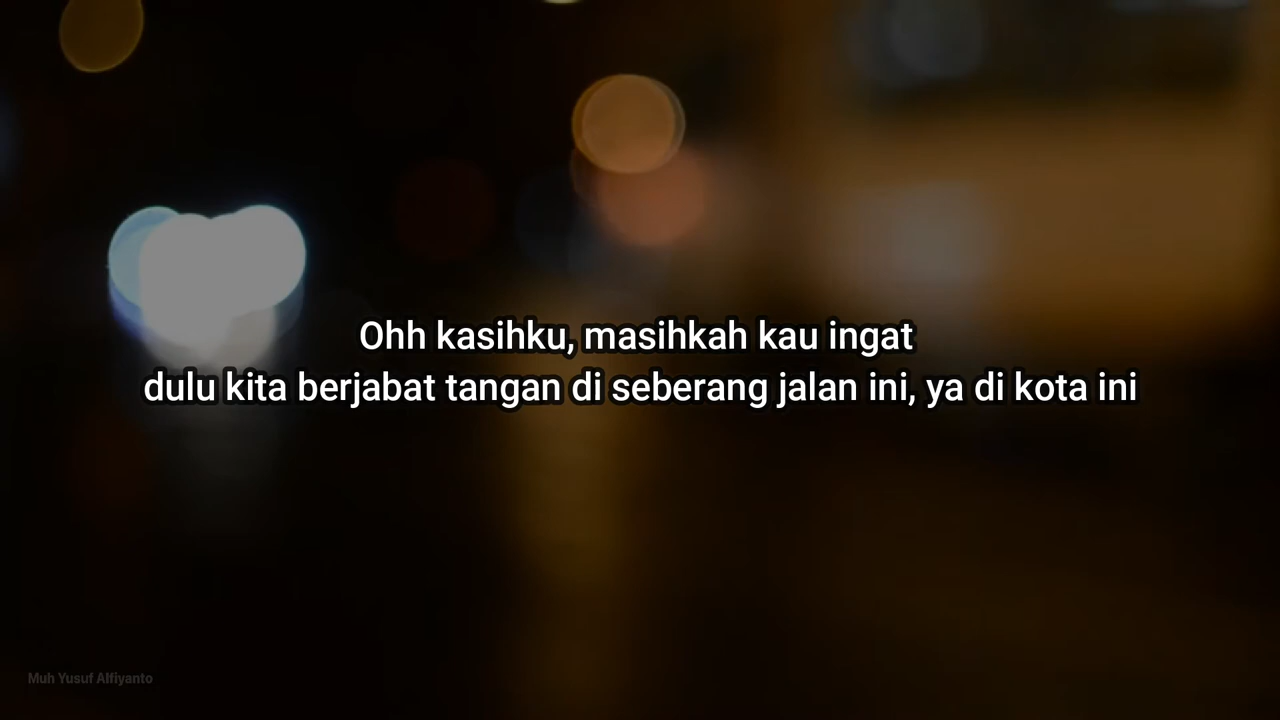 Ohh kasihku, masihkah kau ingat
dulu kita berjabat tangan di seberang jalan ini, ya di kota ini
Muh Yusuf Alfiyanto